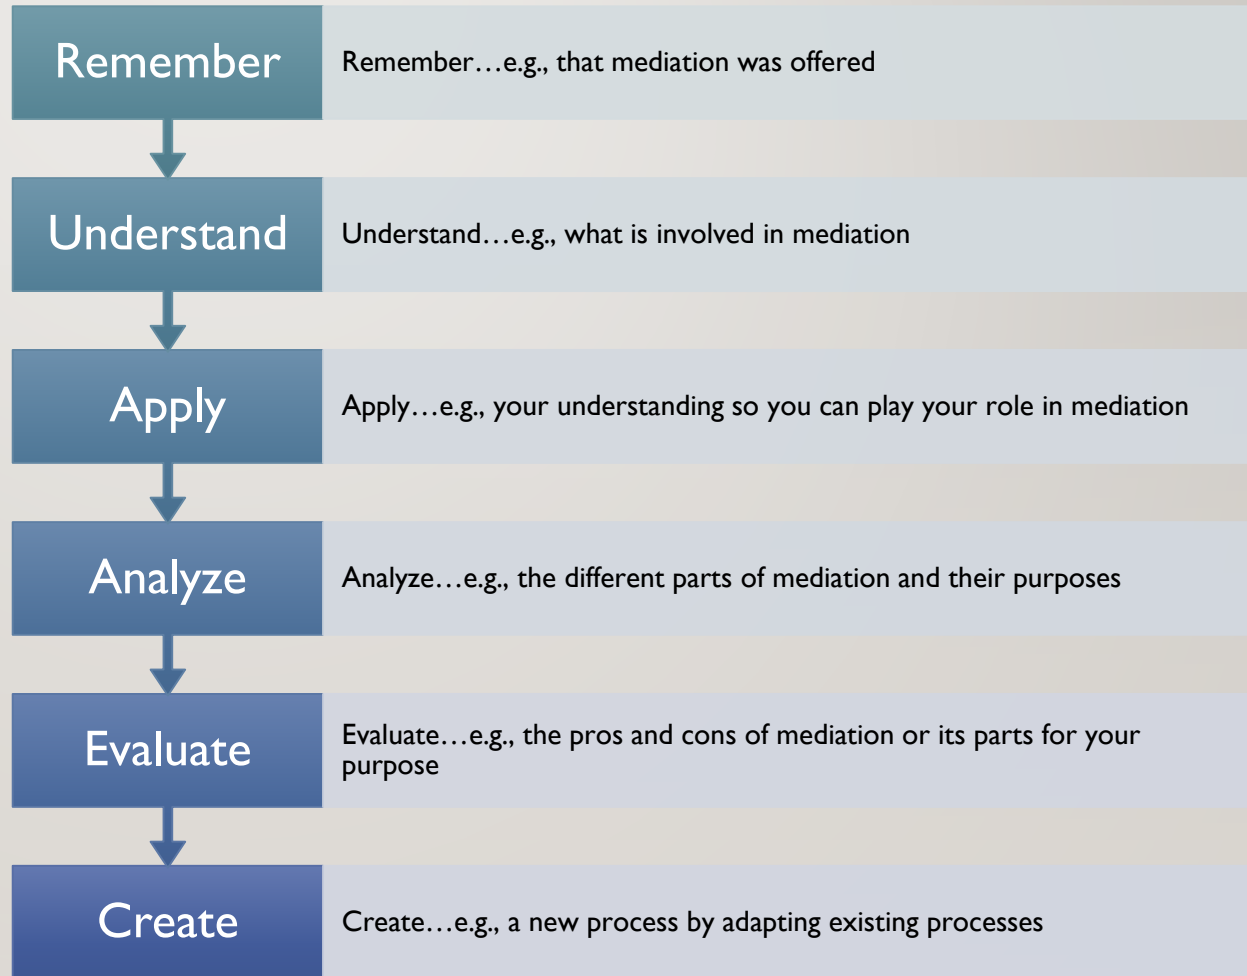 Remember
Remember…e.g., that mediation was offered
Understand
Understand…e.g., what is involved in mediation
Apply
Apply…e.g., your understanding so you can play your role in mediation
Analyze
Analyze…e.g., the different parts of mediation and their purposes
Evaluate
Evaluate…e.g., the pros and cons of mediation or its parts for your
purpose
Create
Create…e.g., a new process by adapting existing processes